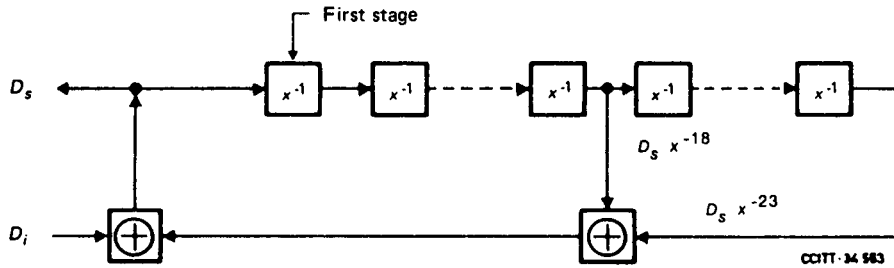 First stage
D_s x⁻¹ x⁻¹ x⁻¹ x⁻¹ x⁻¹
D_s x⁻¹⁸
D_s x⁻²³
D_i + +
CCITT-34 563